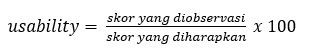 usability = skor yang diobservasi / skor yang diharapkan x 100